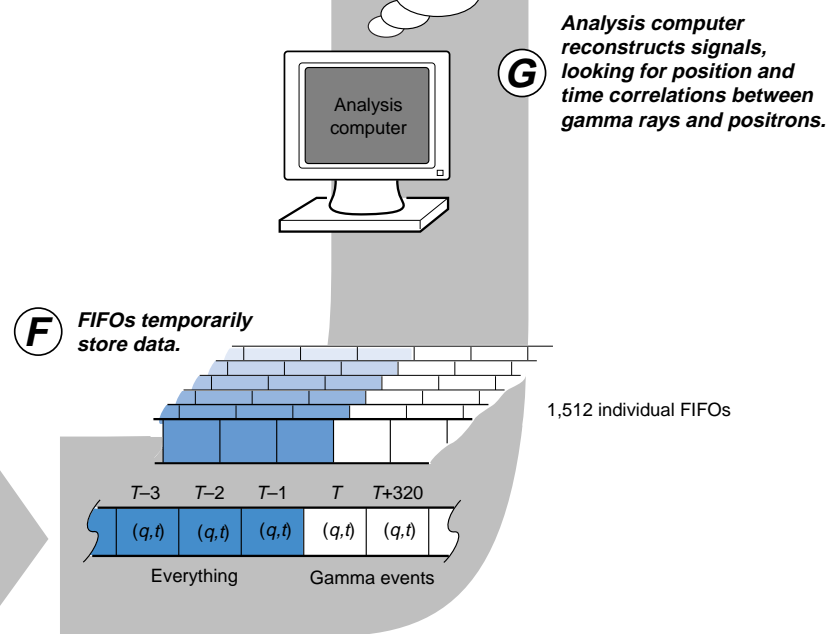 G
Analysis computer
reconstructs signals,
looking for position and
time correlations between
gamma rays and positrons.
Analysis
computer
F
FIFOs temporarily
store data.
1,512 individual FIFOs
T–3 T–2 T–1 T T+320
(q,t) (q,t) (q,t) (q,t) (q,t)
Everything Gamma events